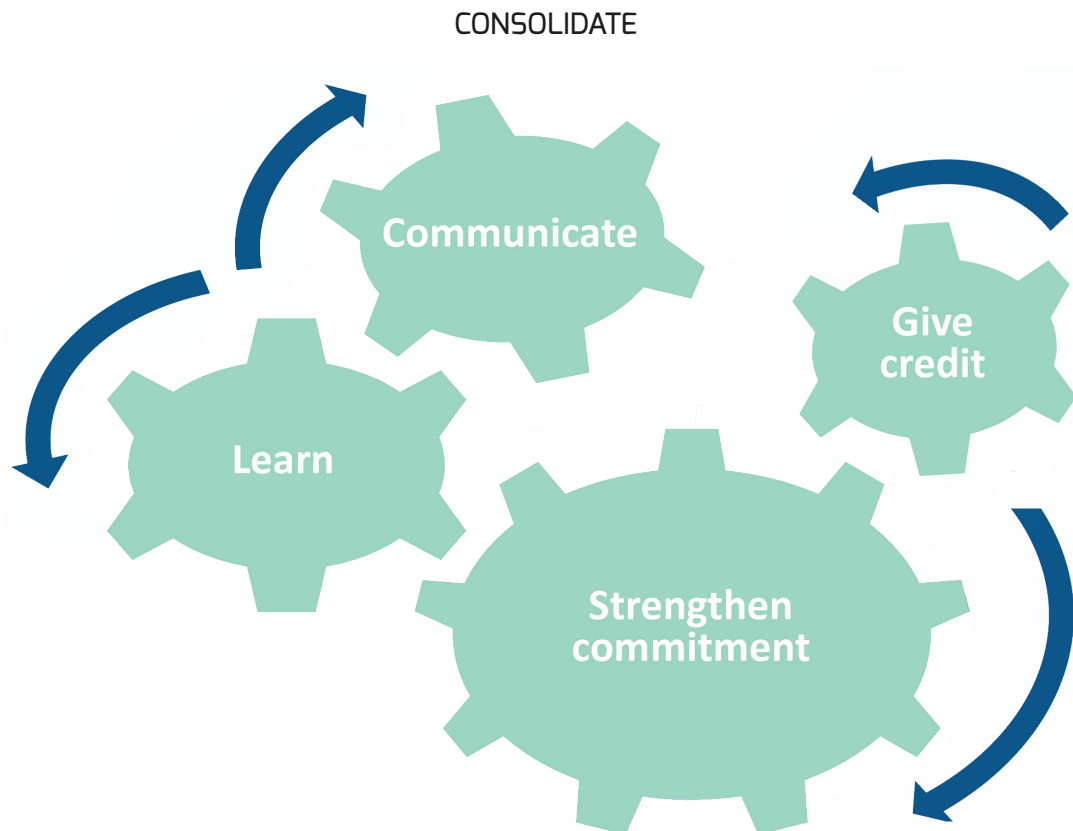 CONSOLIDATE
Communicate
Give
credit
Learn
Strengthen
commitment